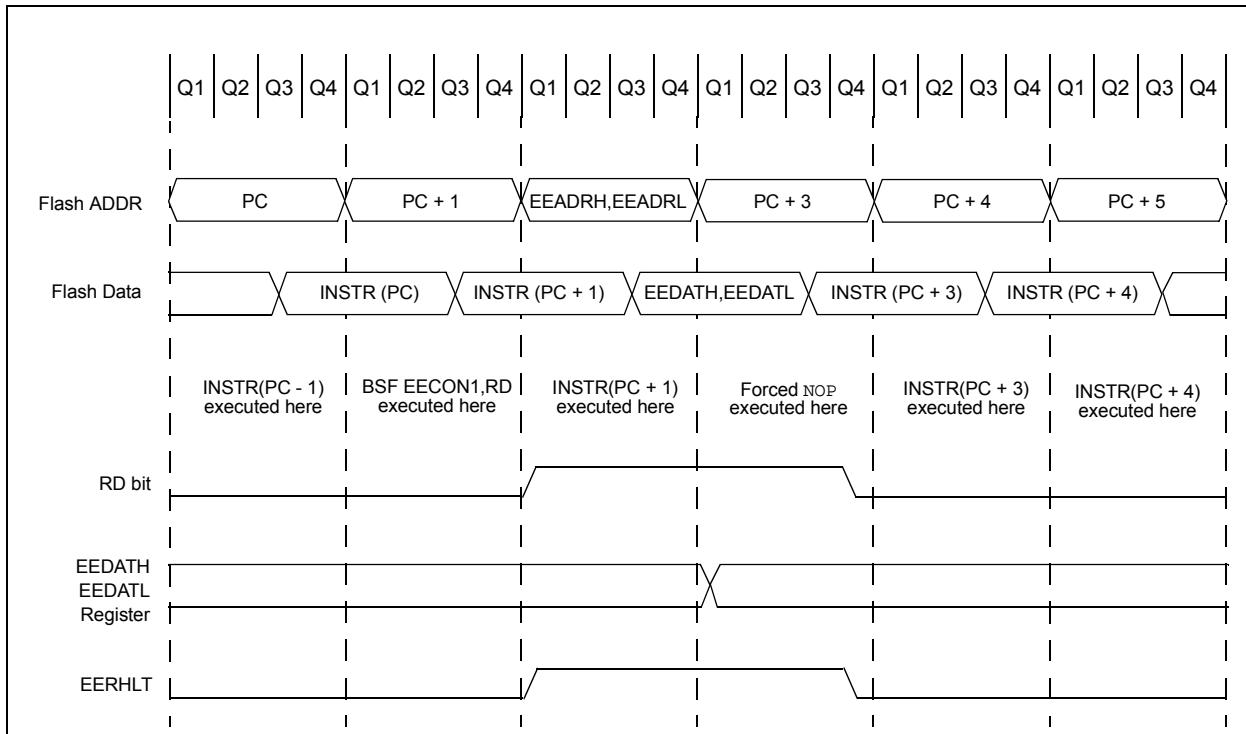 Q1 Q2 Q3 Q4 Q1 Q2 Q3 Q4 Q1 Q2 Q3 Q4 Q1 Q2 Q3 Q4 Q1 Q2 Q3 Q4 Q1 Q2 Q3 Q4
Flash ADDR PC PC + 1 EEADRH,EEADRL PC + 3 PC + 4 PC + 5
Flash Data INSTR (PC) INSTR (PC + 1) EEDATH,EEDATL INSTR (PC + 3) INSTR (PC + 4)
INSTR(PC - 1)
executed here
BSF EECON1,RD
executed here
INSTR(PC + 1)
executed here
Forced NOP
executed here
INSTR(PC + 3)
executed here
INSTR(PC + 4)
executed here
RD bit
EEDATH
EEDATL
Register
EERHLT